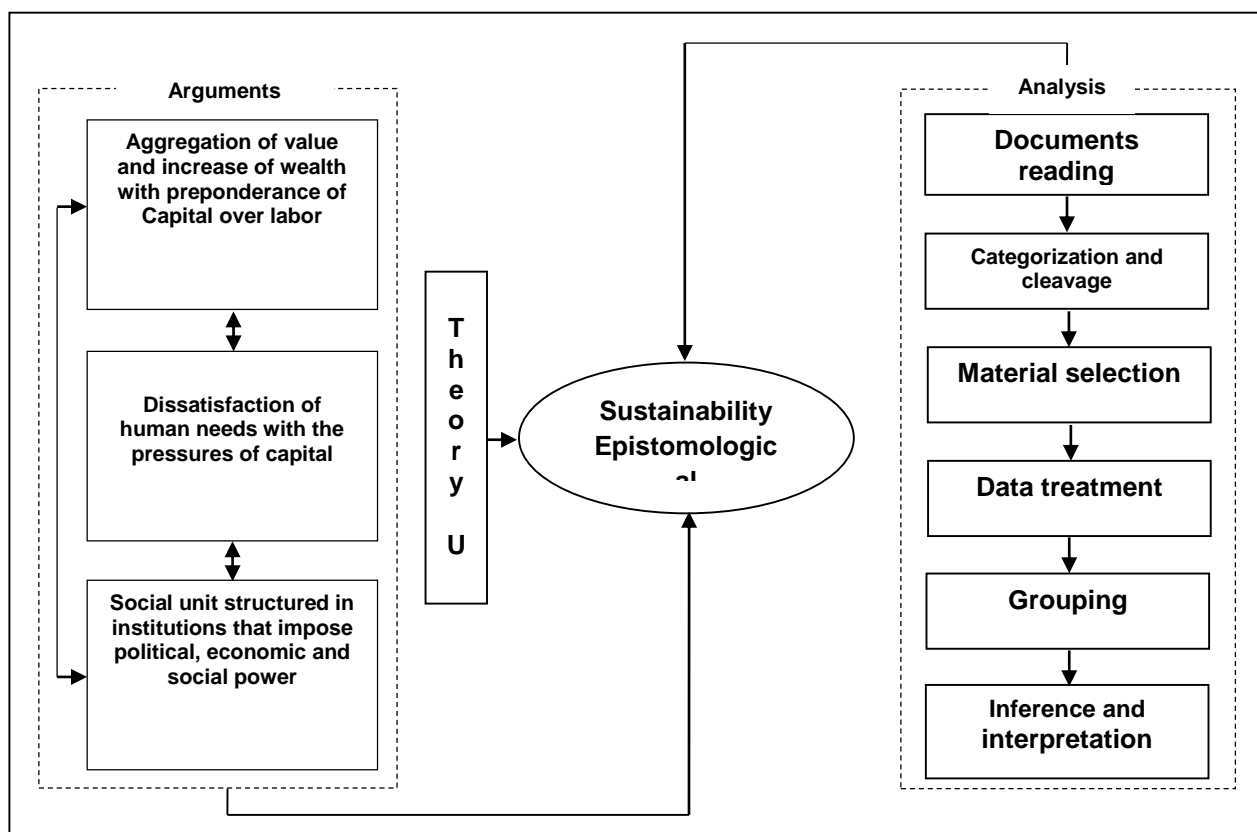 Arguments
Aggregation of value
and increase of wealth
with preponderance of
Capital over labor
Dissatisfaction of
human needs with the
pressures of capital
Social unit structured in
institutions that impose
political, economic and
social power
T
h
e
o
r
y
U
Sustainability
Epistomologic
al
Analysis
Documents
reading
Categorization and
cleavage
Material selection
Data treatment
Grouping
Inference and
interpretation